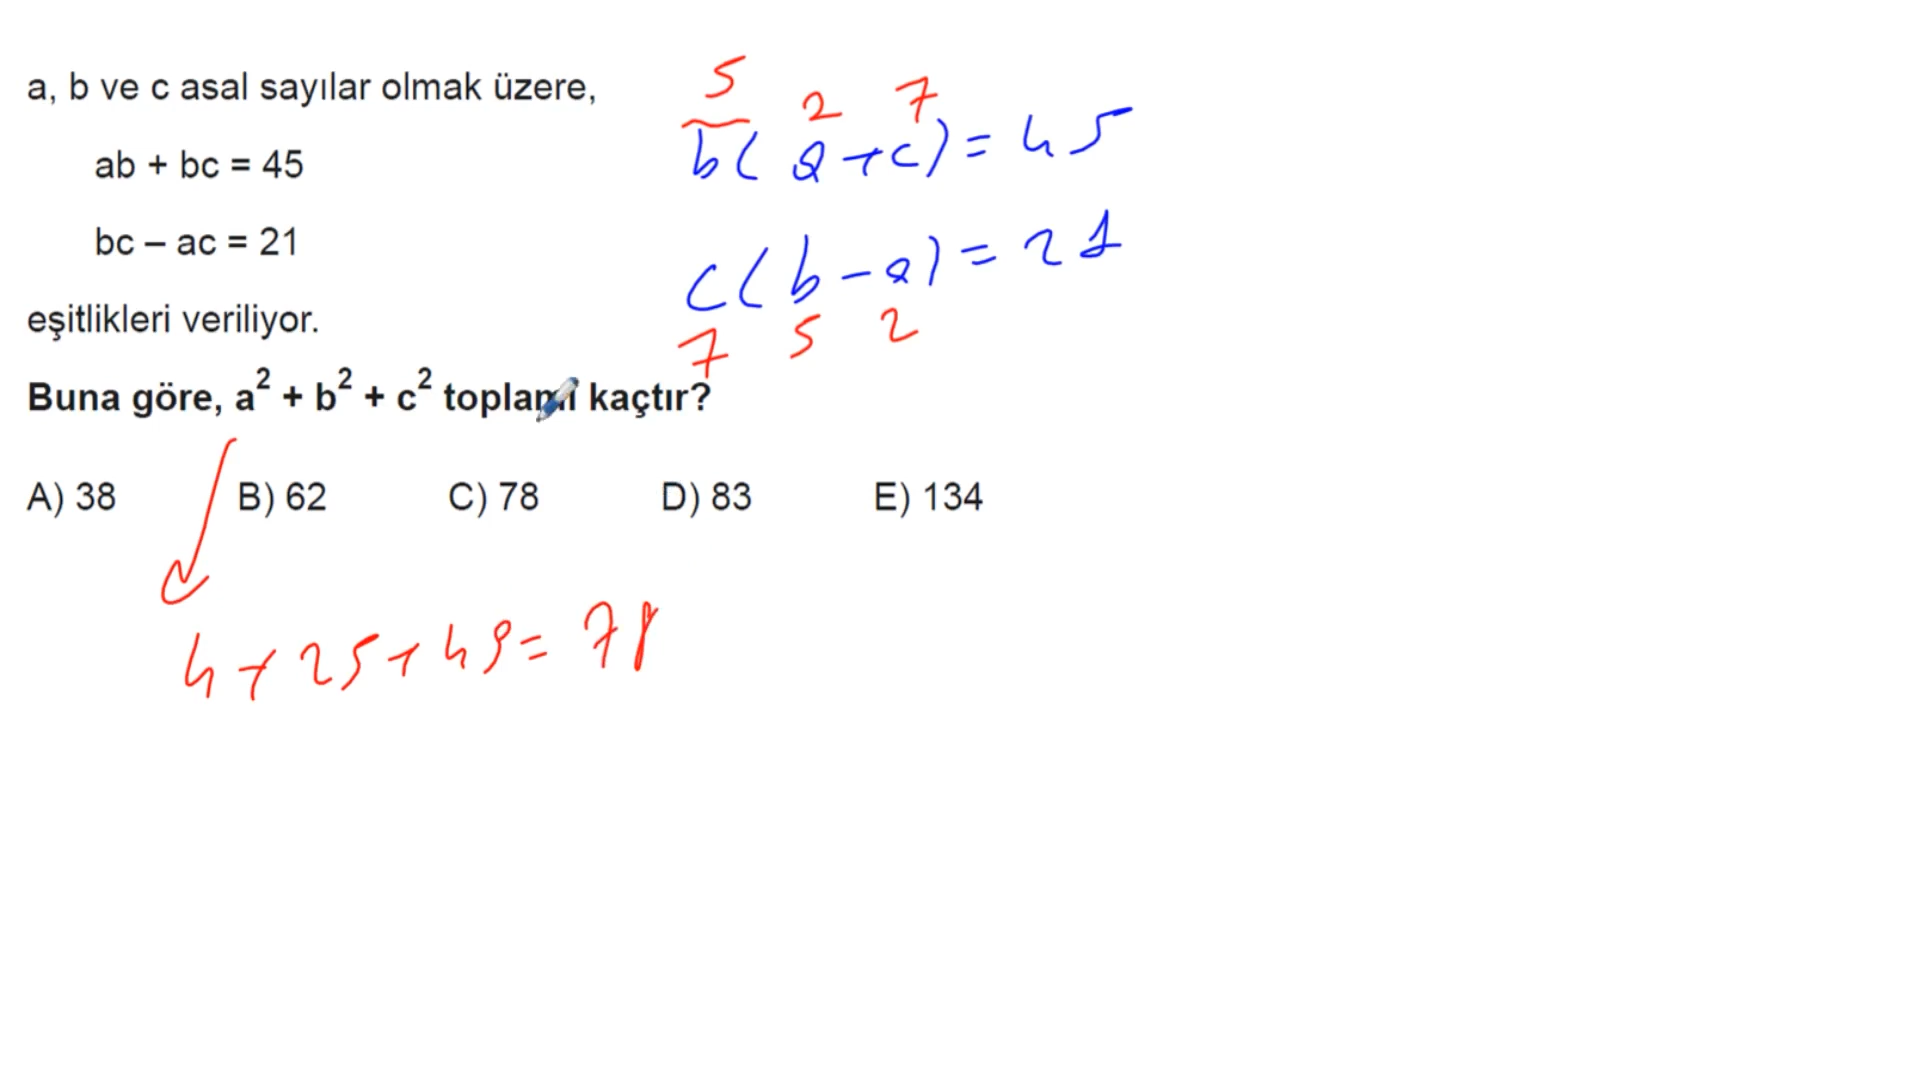 a, b ve c asal sayılar olmak üzere,
ab + bc = 45
bc – ac = 21
eşitlikleri veriliyor.
Buna göre, a² + b² + c² toplamı kaçtır?
A) 38 B) 62 C) 78 D) 83 E) 134
5 2 7
b(a+c)=45
c(b-a)=21
7 5 2
4+25+49=78